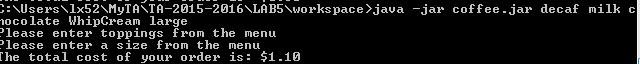 C:\Users\lx52\MyTA\TA-2015-2016\LAB5\workspace>java -jar coffee.jar decaf milk c
hocolate WhipCream large
Please enter toppings from the menu
Please enter a size from the menu
The total cost of your order is: $1.10